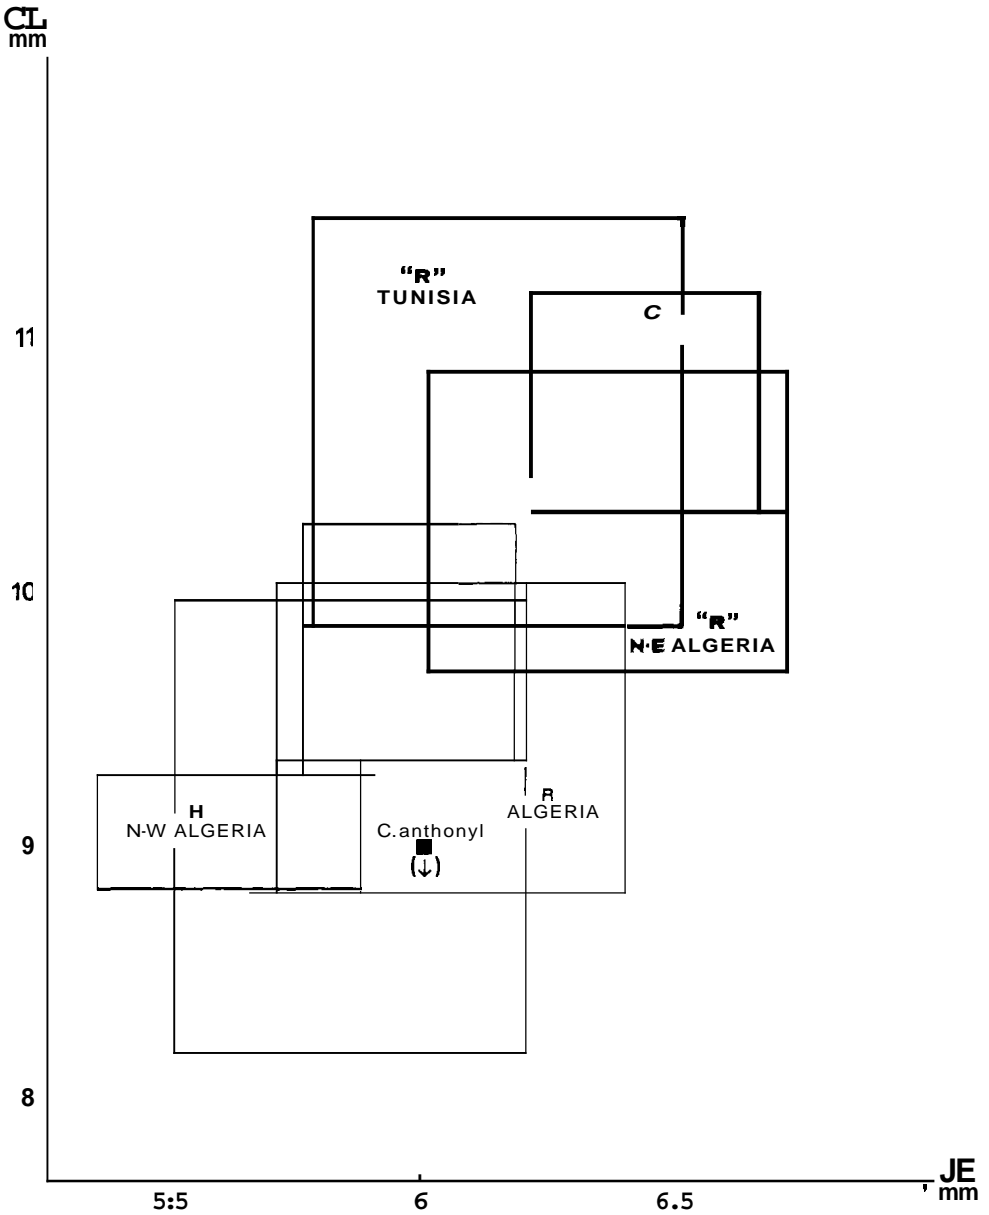 CL
mm
"R"
TUNISIA
C
11
10
"R"
N·E ALGERIA
R
ALGERIA
H
N-W ALGERIA
C.anthonyl
9
(↓)
8
JE
mm
5:5
6
6.5